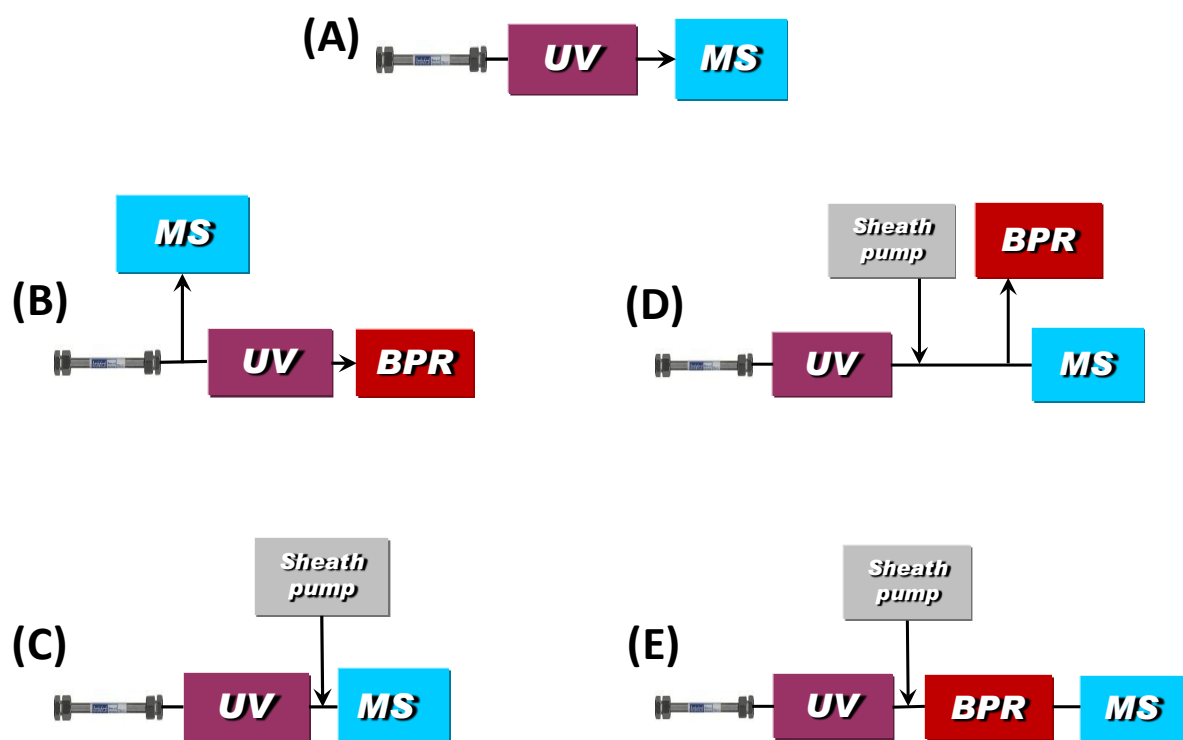 (A)
UV
MS
MS
(B)
UV
BPR
Sheath
pump
BPR
(D)
UV
MS
Sheath
pump
(C)
UV
MS
Sheath
pump
(E)
UV
BPR
MS